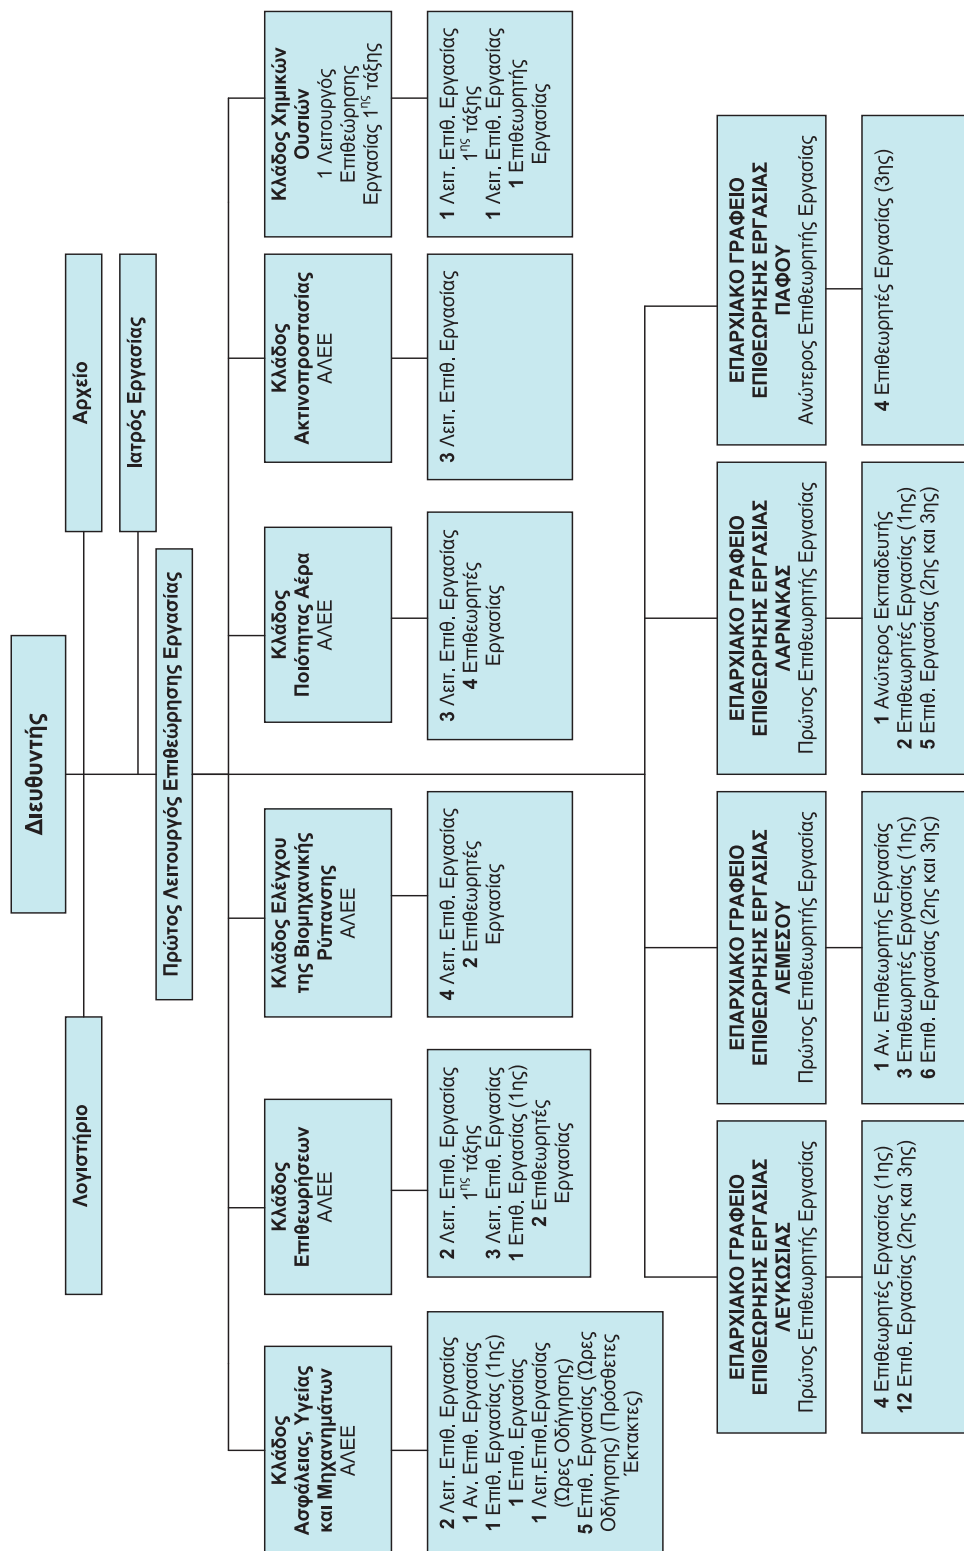 Διευθυντής
Λογιστήριο
Αρχείο
Ιατρός Εργασίας
Πρώτος Λειτουργός Επιθεώρησης Εργασίας
Κλάδος
Ασφάλειας, Υγείας
και Μηχανημάτων
ΑΛΕΕ
2 Λειτ. Επιθ. Εργασίας
1 Αν. Επιθ. Εργασίας
1 Επιθ. Εργασίας (1ης)
1 Επιθ. Εργασίας
1 Λειτ.Επιθ.Εργασίας
(Ώρες Οδήγησης)
5 Επιθ. Εργασίας (Ώρες
Οδήγησης) (Πρόσθετες
Έκτακτες)
Κλάδος
Επιθεωρήσεων
ΑΛΕΕ
2 Λειτ. Επιθ. Εργασίας
1ης τάξης
3 Λειτ. Επιθ. Εργασίας
1 Επιθ. Εργασίας (1ης)
2 Επιθεωρητές
Εργασίας
Κλάδος Ελέγχου
της Βιομηχανικής
Ρύπανσης
ΑΛΕΕ
4 Λειτ. Επιθ. Εργασίας
2 Επιθεωρητές
Εργασίας
Κλάδος
Ποιότητας Αέρα
ΑΛΕΕ
3 Λειτ. Επιθ. Εργασίας
4 Επιθεωρητές
Εργασίας
Κλάδος
Ακτινοπροστασίας
ΑΛΕΕ
3 Λειτ. Επιθ. Εργασίας
Κλάδος Χημικών
Ουσιών
1 Λειτουργός
Επιθεώρησης
Εργασίας 1ης τάξης
1 Λειτ. Επιθ. Εργασίας
1ης τάξης
1 Λειτ. Επιθ. Εργασίας
1 Επιθεωρητής
Εργασίας
ΕΠΑΡΧΙΑΚΟ ΓΡΑΦΕΙΟ
ΕΠΙΘΕΩΡΗΣΗΣ ΕΡΓΑΣΙΑΣ
ΛΕΥΚΩΣΙΑΣ
Πρώτος Επιθεωρητής Εργασίας
4 Επιθεωρητές Εργασίας (1ης)
12 Επιθ. Εργασίας (2ης και 3ης)
ΕΠΑΡΧΙΑΚΟ ΓΡΑΦΕΙΟ
ΕΠΙΘΕΩΡΗΣΗΣ ΕΡΓΑΣΙΑΣ
ΛΕΜΕΣΟΥ
Πρώτος Επιθεωρητής Εργασίας
1 Αν. Επιθεωρητής Εργασίας
3 Επιθεωρητές Εργασίας (1ης)
6 Επιθ. Εργασίας (2ης και 3ης)
ΕΠΑΡΧΙΑΚΟ ΓΡΑΦΕΙΟ
ΕΠΙΘΕΩΡΗΣΗΣ ΕΡΓΑΣΙΑΣ
ΛΑΡΝΑΚΑΣ
Πρώτος Επιθεωρητής Εργασίας
1 Ανώτερος Εκπαιδευτής
2 Επιθεωρητές Εργασίας (1ης)
5 Επιθ. Εργασίας (2ης και 3ης)
ΕΠΑΡΧΙΑΚΟ ΓΡΑΦΕΙΟ
ΕΠΙΘΕΩΡΗΣΗΣ ΕΡΓΑΣΙΑΣ
ΠΑΦΟΥ
Ανώτερος Επιθεωρητής Εργασίας
4 Επιθεωρητές Εργασίας (3ης)